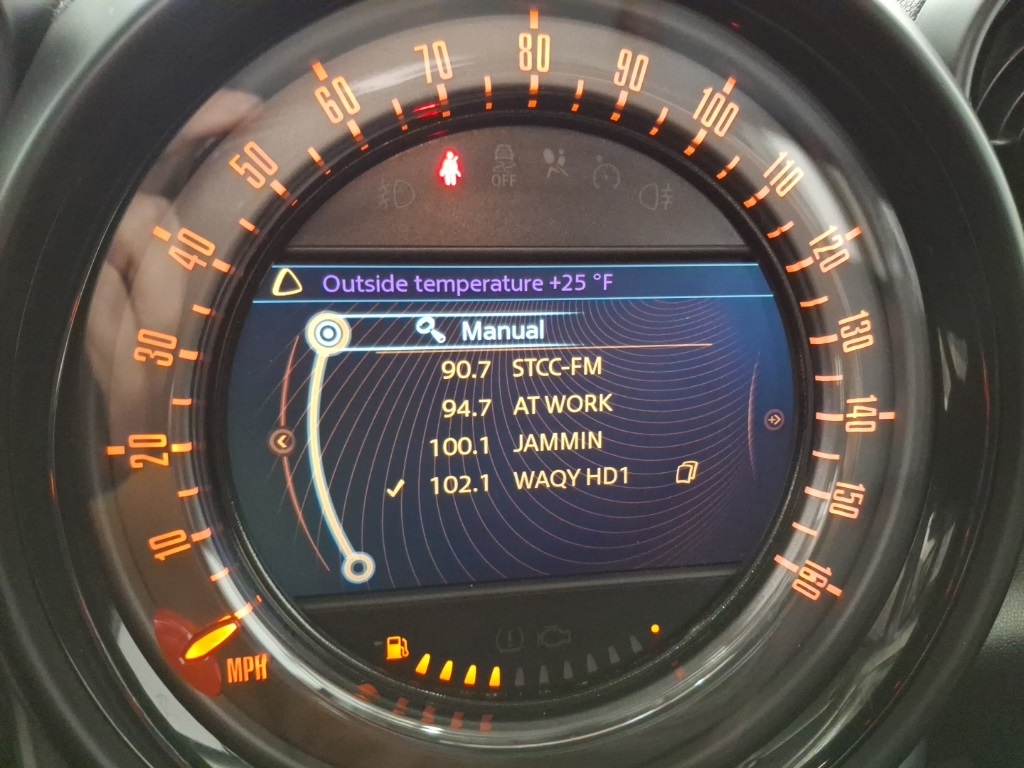 10
20
30
40
50
60
70
80
90
100
110
120
130
140
150
160
OFF
Outside temperature +25 °F
Manual
90.7 STCC-FM
94.7 AT WORK
100.1 JAMMIN
102.1 WAQY HD1
MPH